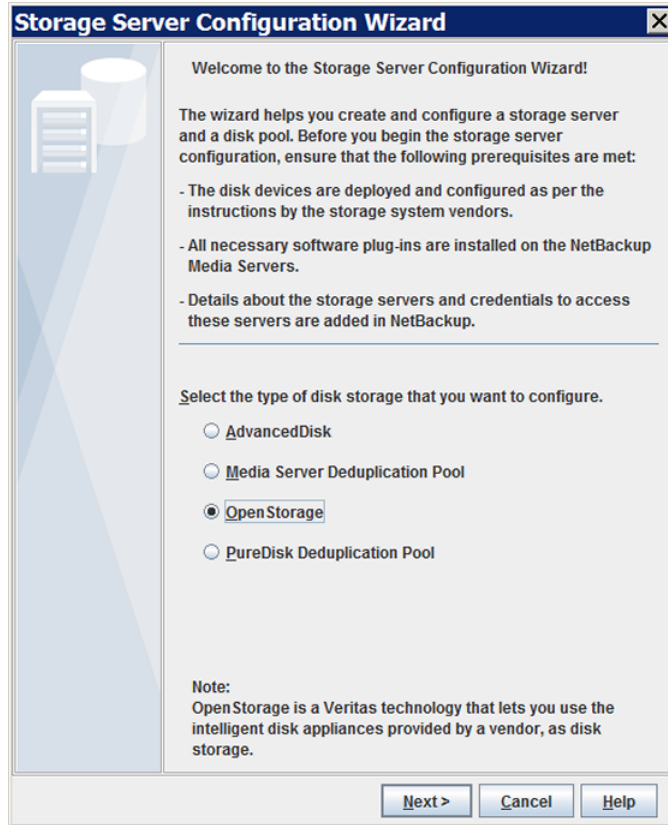 Storage Server Configuration Wizard
Welcome to the Storage Server Configuration Wizard!
The wizard helps you create and configure a storage server
and a disk pool. Before you begin the storage server
configuration, ensure that the following prerequisites are met:
- The disk devices are deployed and configured as per the
instructions by the storage system vendors.
- All necessary software plug-ins are installed on the NetBackup
Media Servers.
- Details about the storage servers and credentials to access
these servers are added in NetBackup.
Select the type of disk storage that you want to configure.
AdvancedDisk
Media Server Deduplication Pool
OpenStorage
PureDisk Deduplication Pool
Note:
OpenStorage is a Veritas technology that lets you use the
intelligent disk appliances provided by a vendor, as disk
storage.
Next >
Cancel
Help